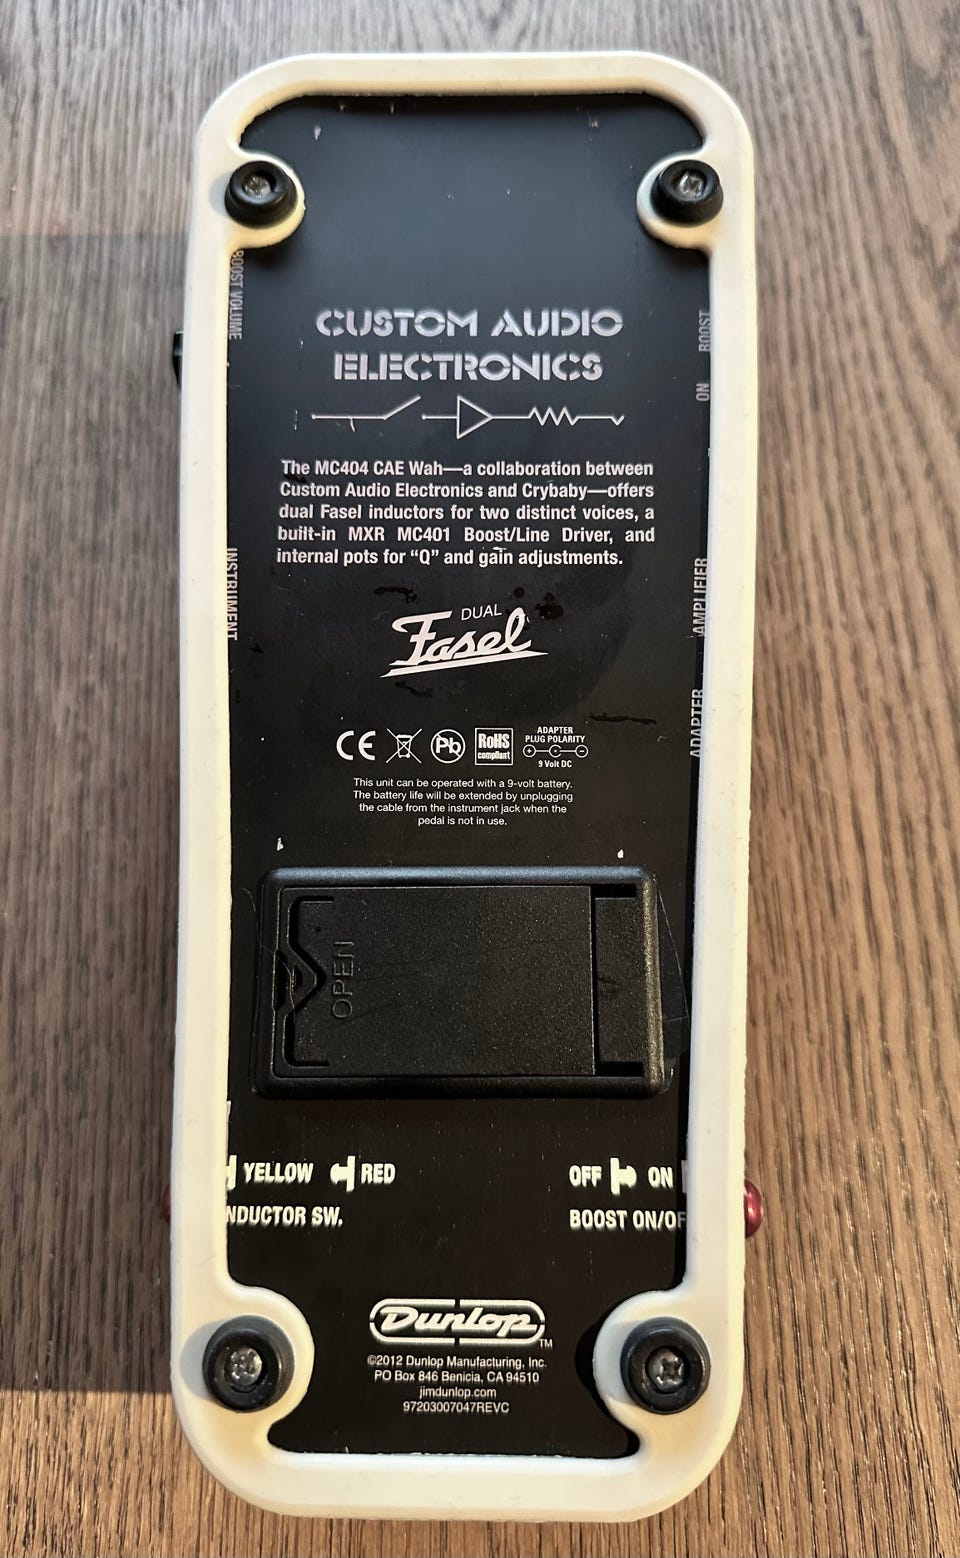 BOOST VOLUME
BOOST
ON
CUSTOM AUDIO
ELECTRONICS
The MC404 CAE Wah—a collaboration between
Custom Audio Electronics and Crybaby—offers
dual Fasel inductors for two distinct voices, a
built-in MXR MC401 Boost/Line Driver, and
internal pots for “Q” and gain adjustments.
INSTRUMENT
AMPLIFIER
ADAPTER
DUAL
Fasel
CE
Pb
RoHS
compliant
ADAPTER
PLUG POLARITY
+ C -
9 Volt DC
This unit can be operated with a 9-volt battery.
The battery life will be extended by unplugging
the cable from the instrument jack when the
pedal is not in use.
OPEN
YELLOW RED
NDUCTOR SW.
OFF ON
BOOST ON/OF
Dunlop TM
©2012 Dunlop Manufacturing, Inc.
PO Box 846 Benicia, CA 94510
jimdunlop.com
97203007047REVC